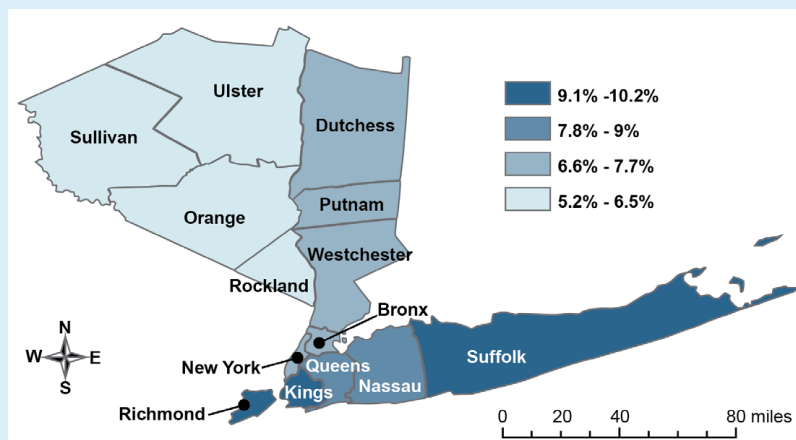 Ulster
Sullivan
Dutchess
Orange
Putnam
Westchester
Rockland
Bronx
New York
Queens
Nassau
Suffolk
Kings
Richmond
9.1% -10.2%
7.8% - 9%
6.6% - 7.7%
5.2% - 6.5%
N
W E
S
0 20 40 80 miles